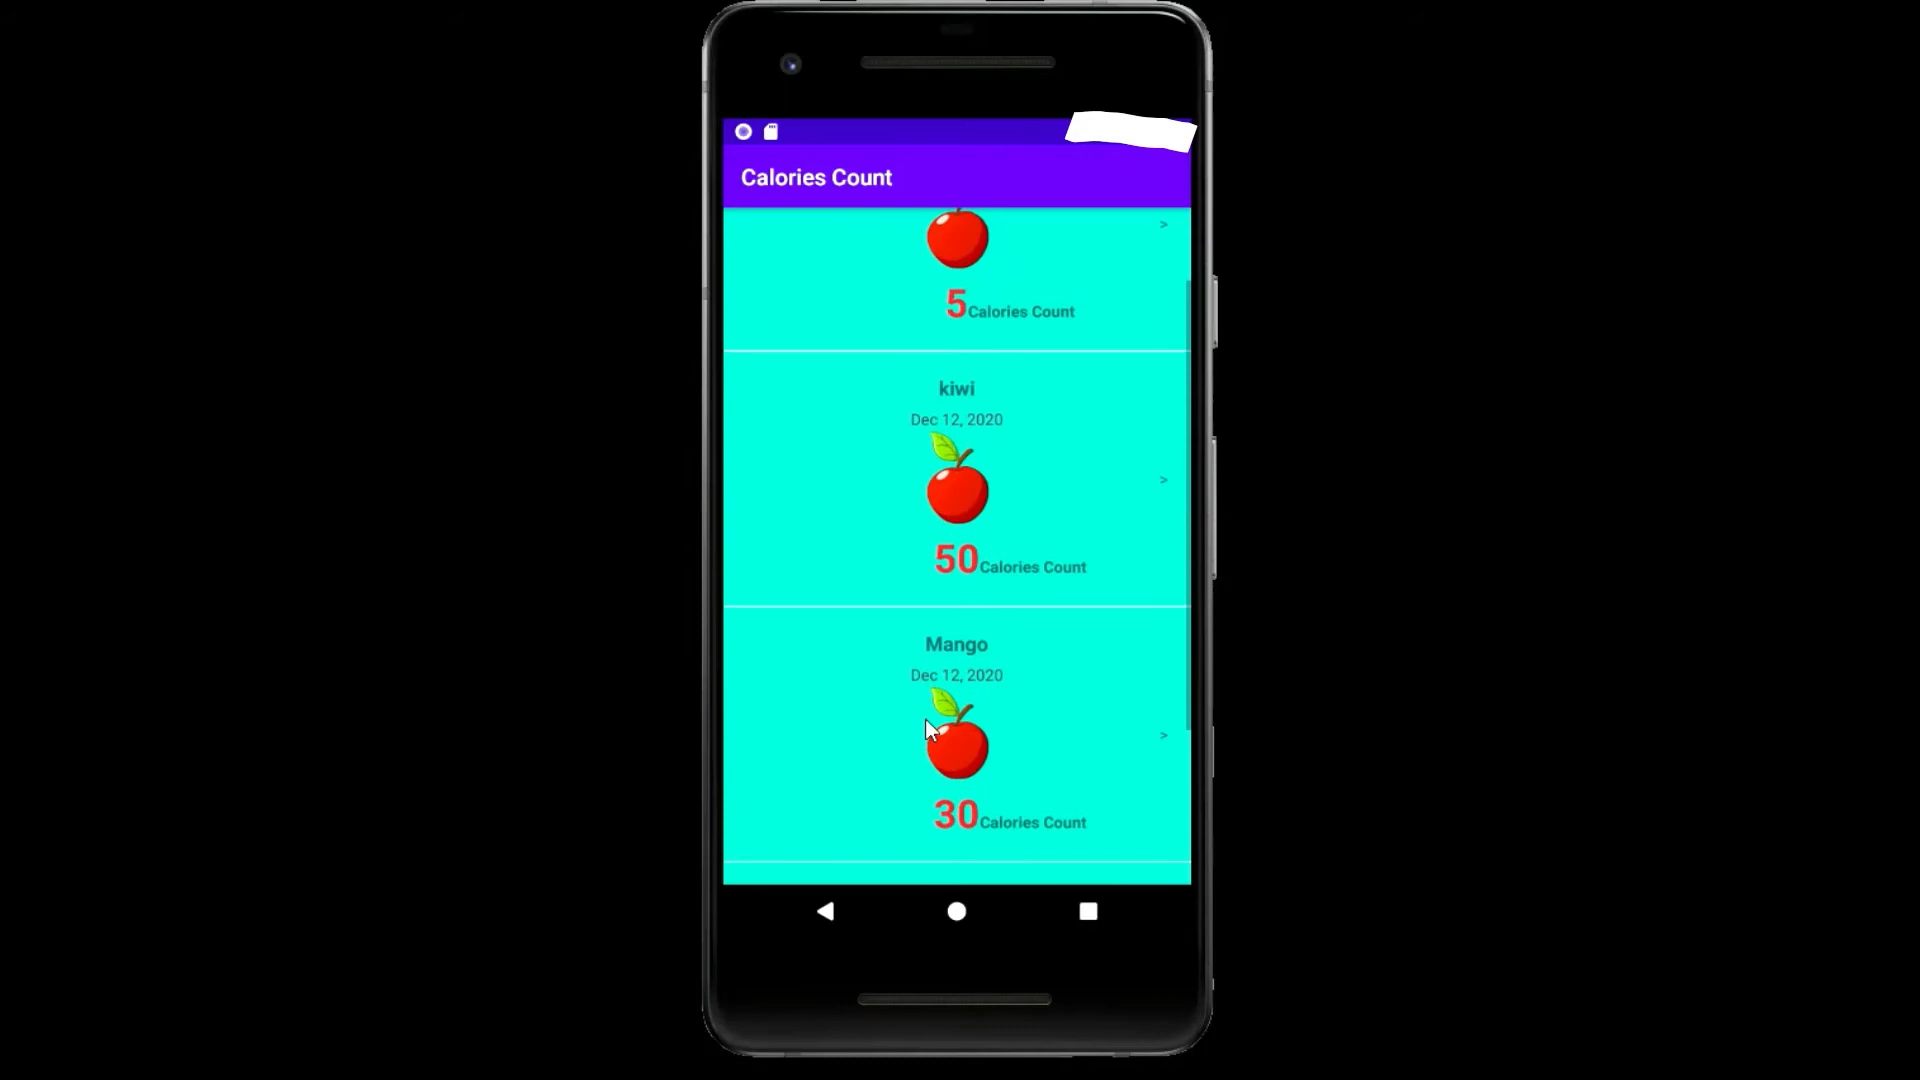 Calories Count
>
5Calories Count
kiwi
Dec 12, 2020
>
50Calories Count
Mango
Dec 12, 2020
>
30Calories Count